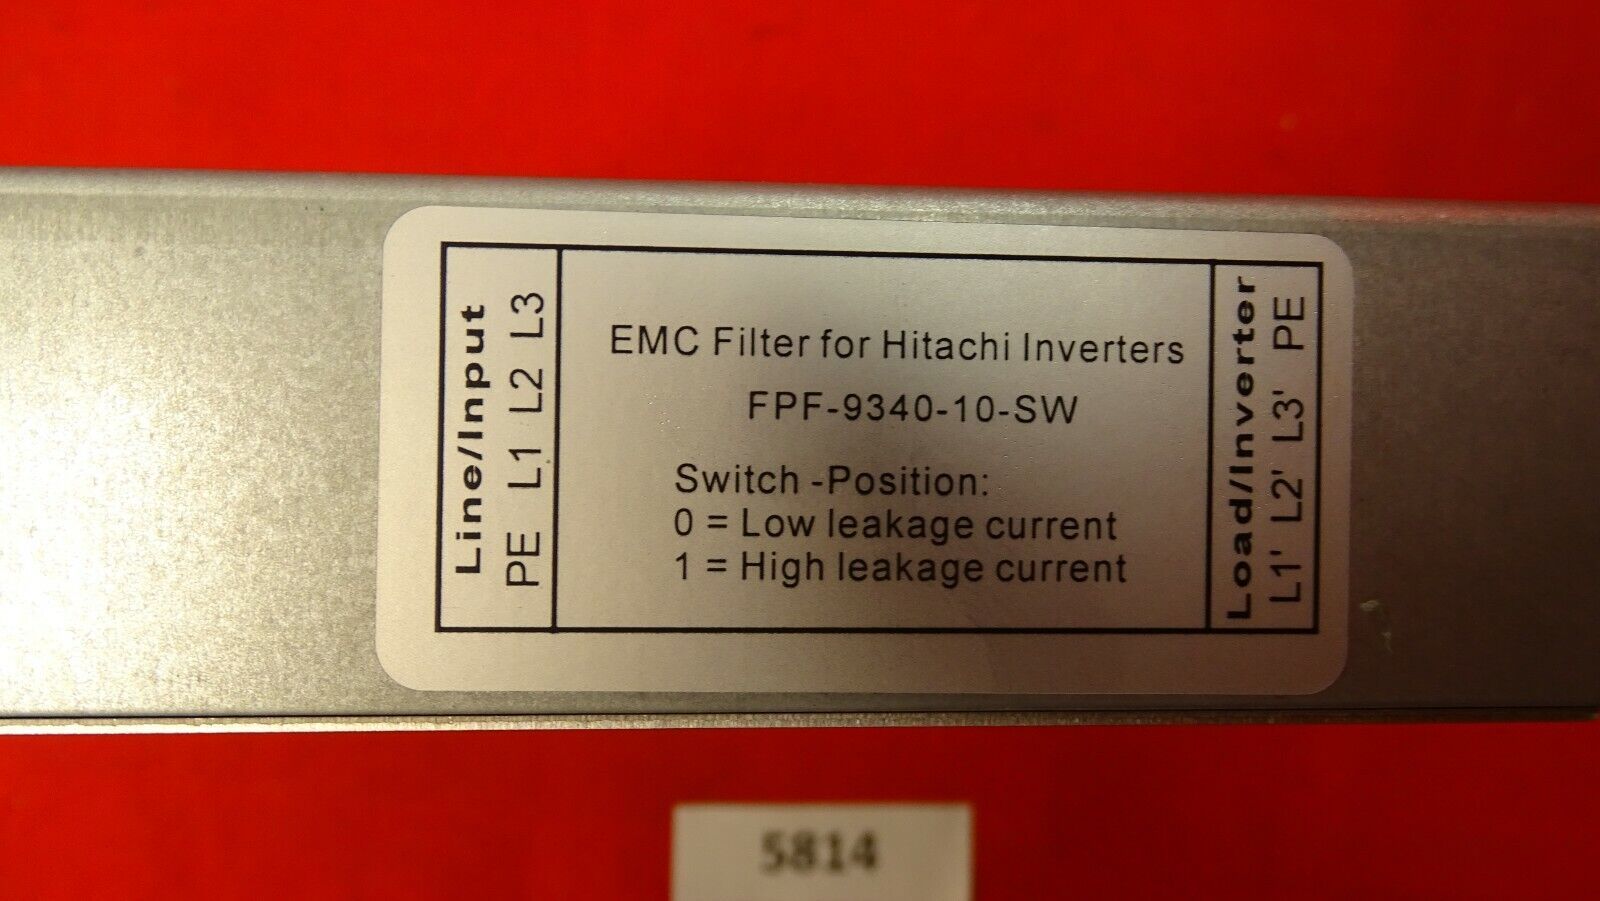 Line/Input
PE L1 L2 L3
EMC Filter for Hitachi Inverters
FPF-9340-10-SW
Switch -Position:
0 = Low leakage current
1 = High leakage current
Load/Inverter
L1' L2' L3' PE
5814